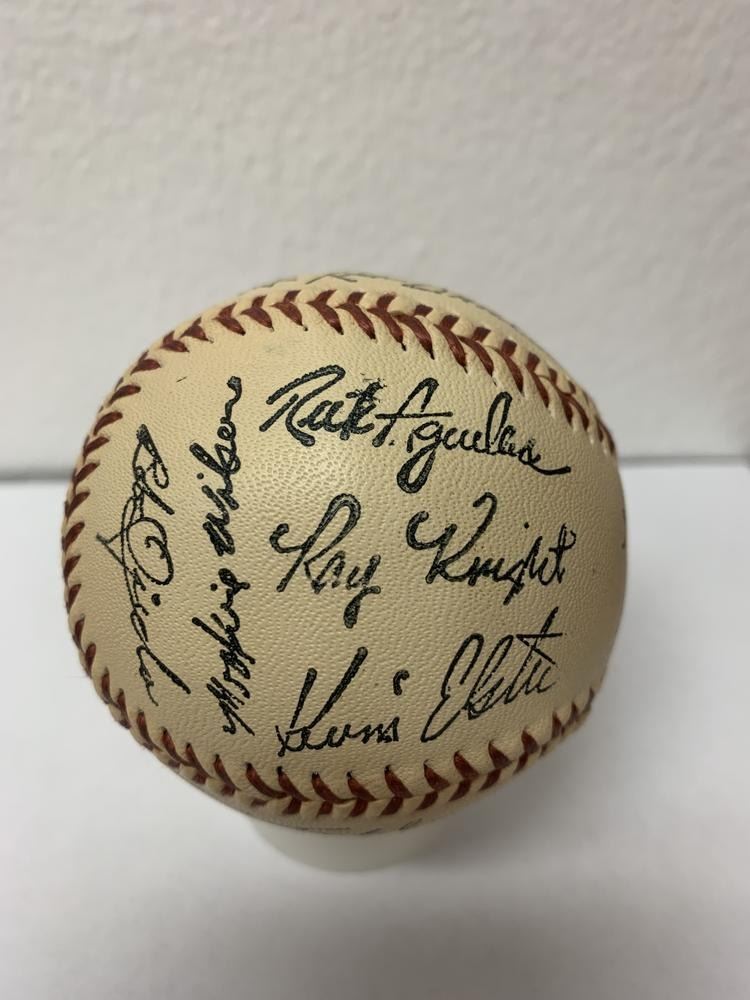 Rick Aguilera
Ray Knight
Kevin Elster
Mookie Wilson